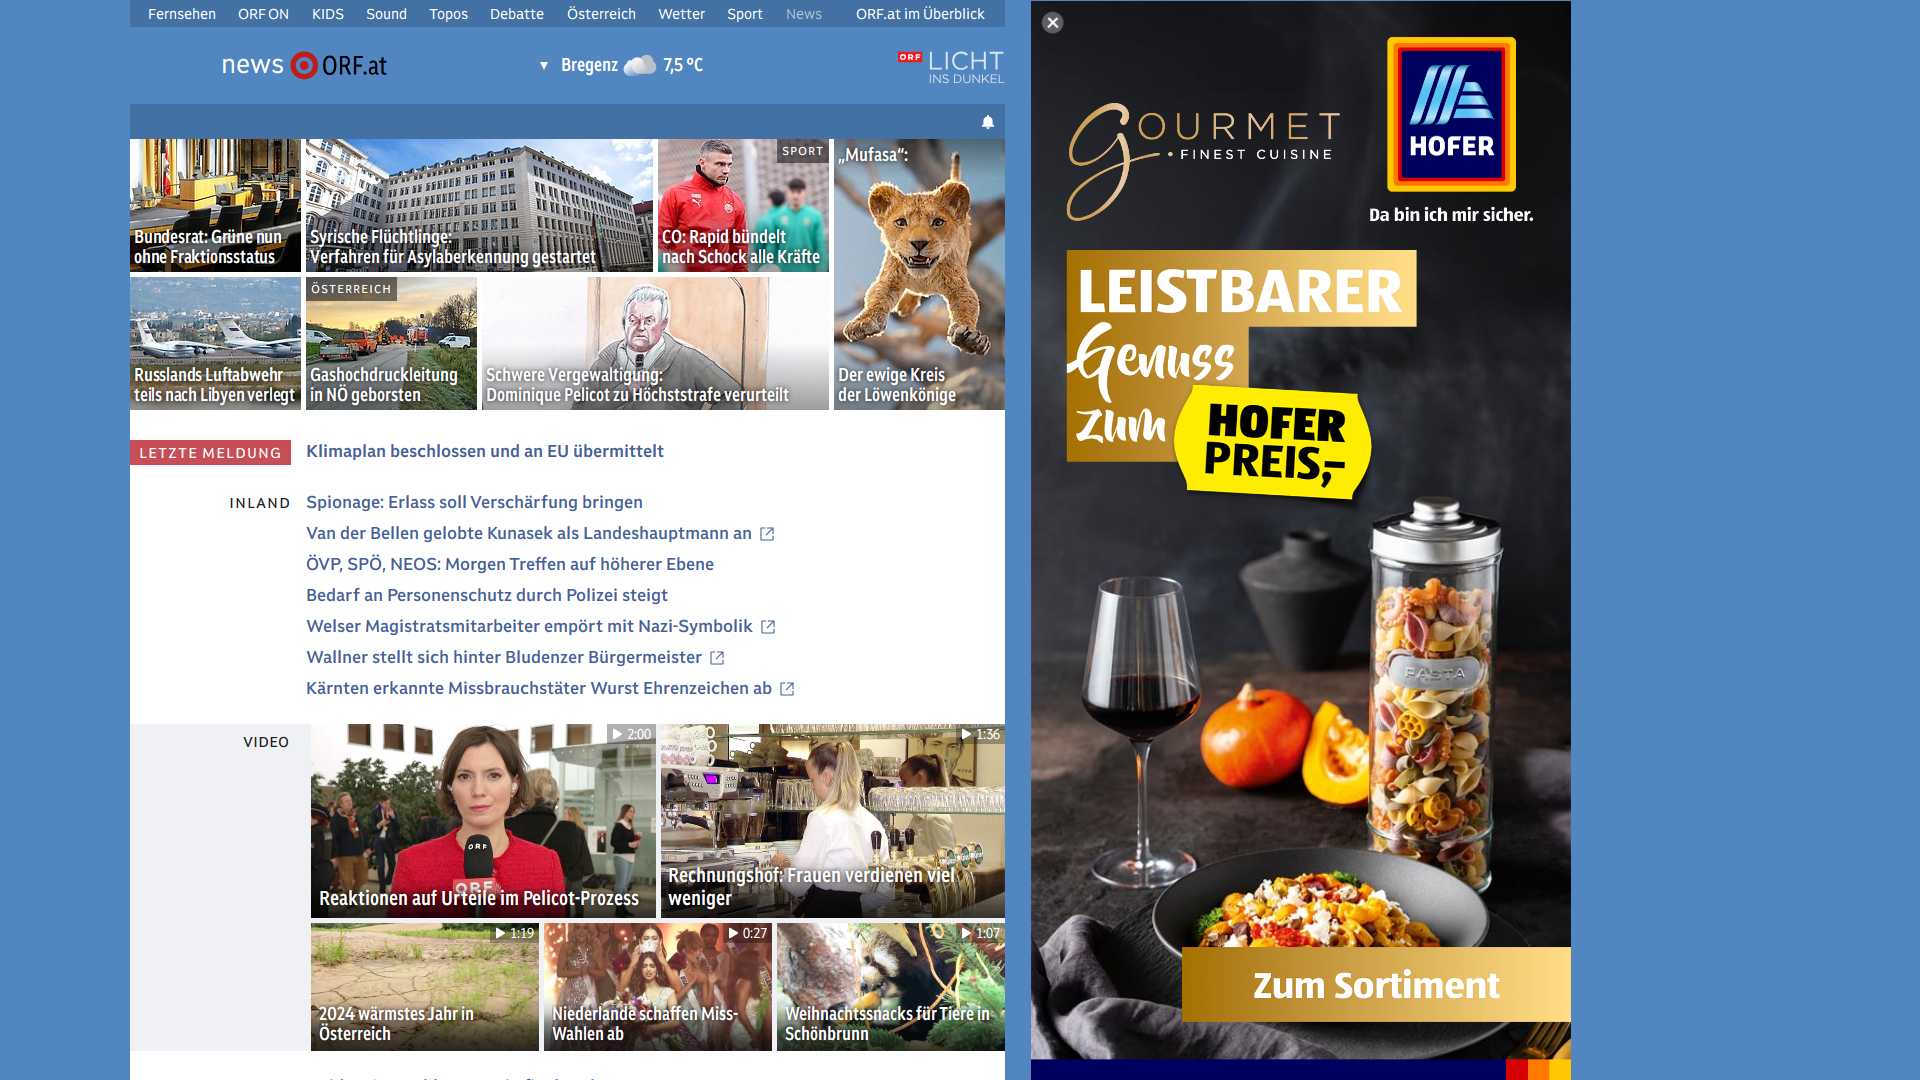 Fernsehen ORF ON KIDS Sound Topos Debatte Österreich Wetter Sport News ORF.at im Überblick
news ORF.at
Bregenz 7,5 °C
ORF LICHT
INS DUNKEL
Bundesrat: Grüne nun
ohne Fraktionsstatus
Syrische Flüchtlinge:
Verfahren für Asylaberkennung gestartet
SPORT
CO: Rapid bündelt
nach Schock alle Kräfte
„Mufasa“:
Der ewige Kreis
der Löwenkönige
Russlands Luftabwehr
teils nach Libyen verlegt
ÖSTERREICH
Gashochdruckleitung
in NÖ geborsten
Schwere Vergewaltigung:
Dominique Pelicot zu Höchststrafe verurteilt
LETZTE MELDUNG
Klimaplan beschlossen und an EU übermittelt
INLAND
Spionage: Erlass soll Verschärfung bringen
Van der Bellen gelobte Kunasek als Landeshauptmann an
ÖVP, SPÖ, NEOS: Morgen Treffen auf höherer Ebene
Bedarf an Personenschutz durch Polizei steigt
Welser Magistratsmitarbeiter empört mit Nazi-Symbolik
Wallner stellt sich hinter Bludenzer Bürgermeister
Kärnten erkannte Missbrauchstäter Wurst Ehrenzeichen ab
VIDEO
2:00
ORF
ORF
Reaktionen auf Urteile im Pelicot-Prozess
1:36
Rechnungshof: Frauen verdienen viel
weniger
1:19
2024 wärmstes Jahr in
Österreich
0:27
Niederlande schaffen Miss-
Wahlen ab
1:07
Weihnachtssnacks für Tiere in
Schönbrunn
GOURMET
FINEST CUISINE
HOFER
Da bin ich mir sicher.
LEISTBARER
Genuss
zum
HOFER
PREIS,-
PASTA
Zum Sortiment